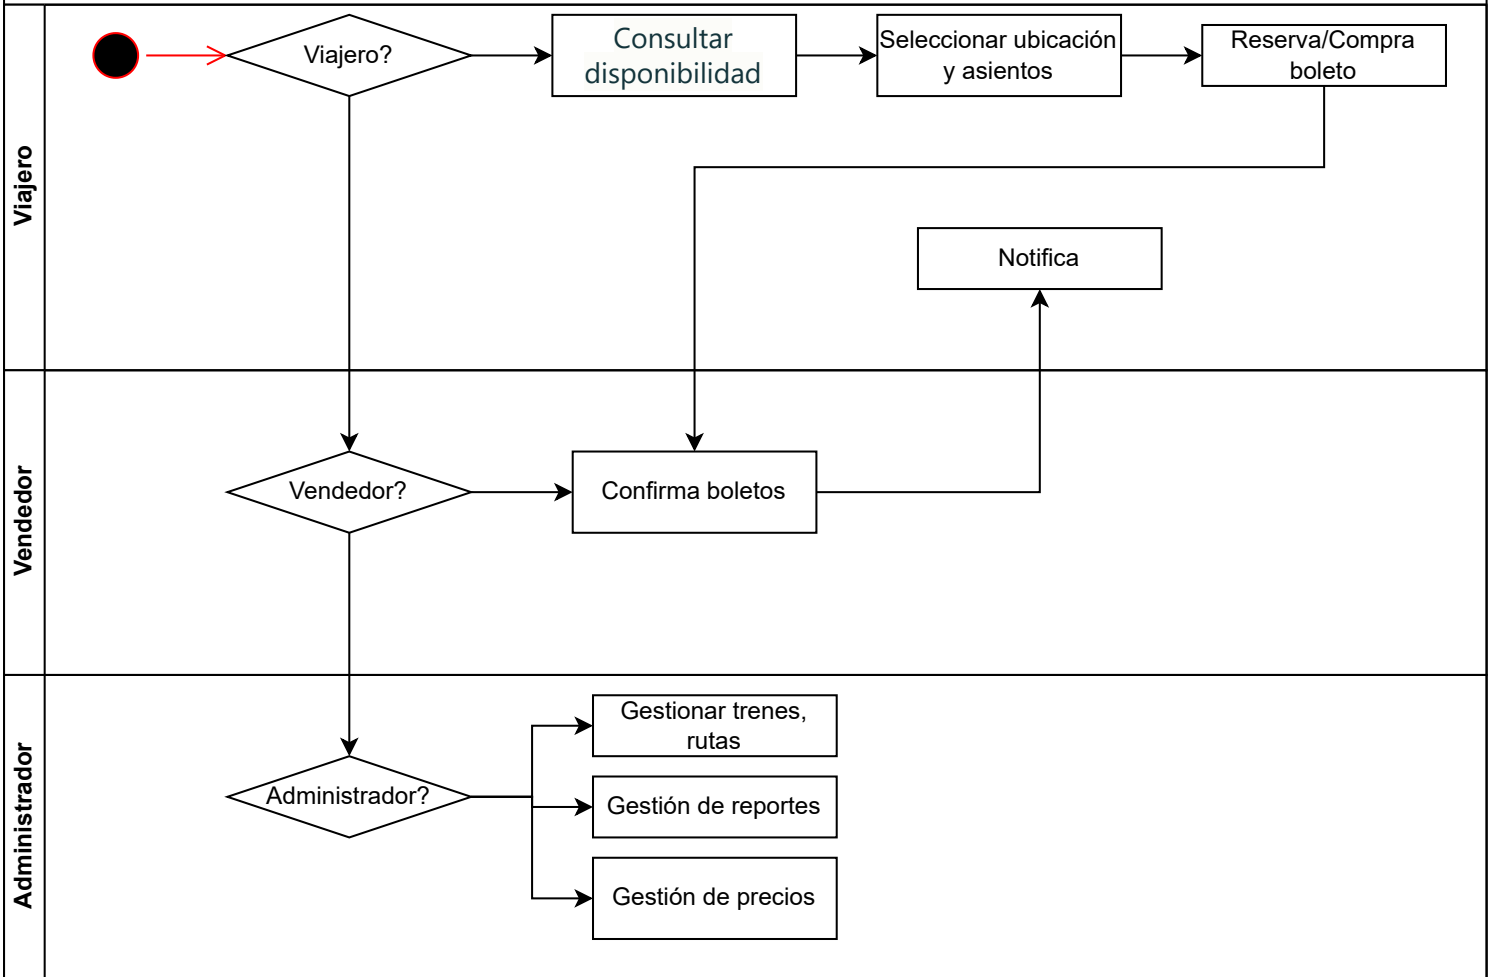 Viajero
Viajero?
Consultar
disponibilidad
Seleccionar ubicación
y asientos
Reserva/Compra
boleto
Notifica
Vendedor
Vendedor?
Confirma boletos
Administrador
Administrador?
Gestionar trenes,
rutas
Gestión de reportes
Gestión de precios